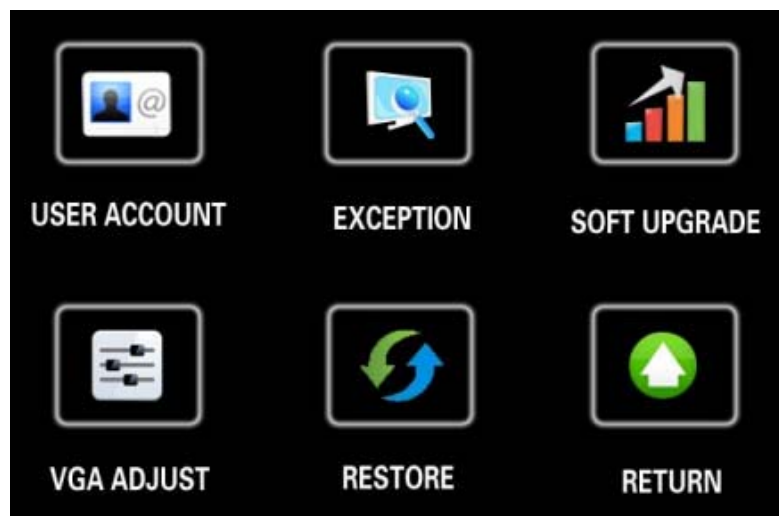 @
USER ACCOUNT
EXCEPTION
SOFT UPGRADE
VGA ADJUST
RESTORE
RETURN